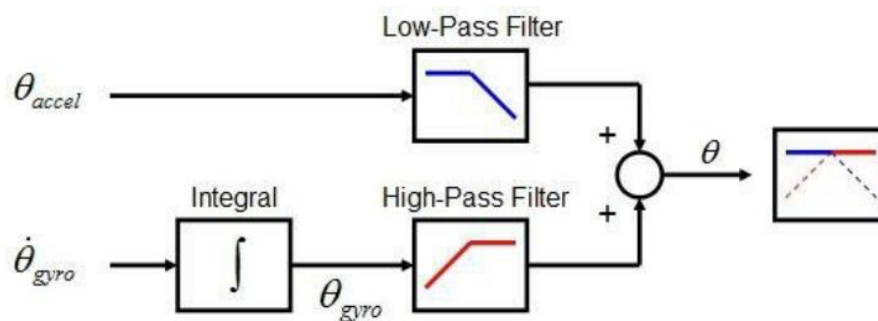 Low-Pass Filter
θ_accel
+
θ
Integral
High-Pass Filter
+
θ̇_gyro
∫
θ_gyro